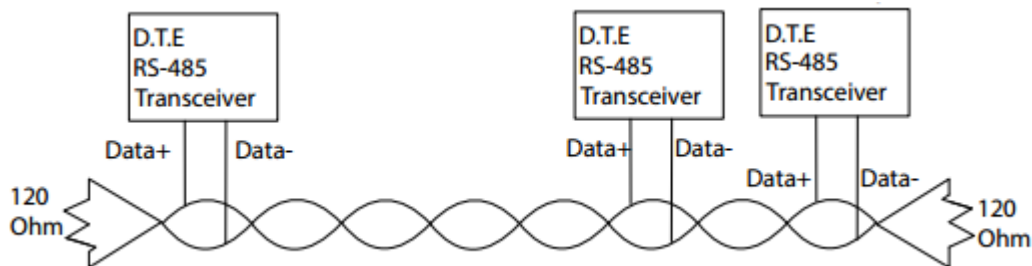 D.T.E
RS-485
Transceiver
D.T.E
RS-485
Transceiver
D.T.E
RS-485
Transceiver
Data+
Data-
Data+
Data-
Data+
Data-
120
Ohm
120
Ohm